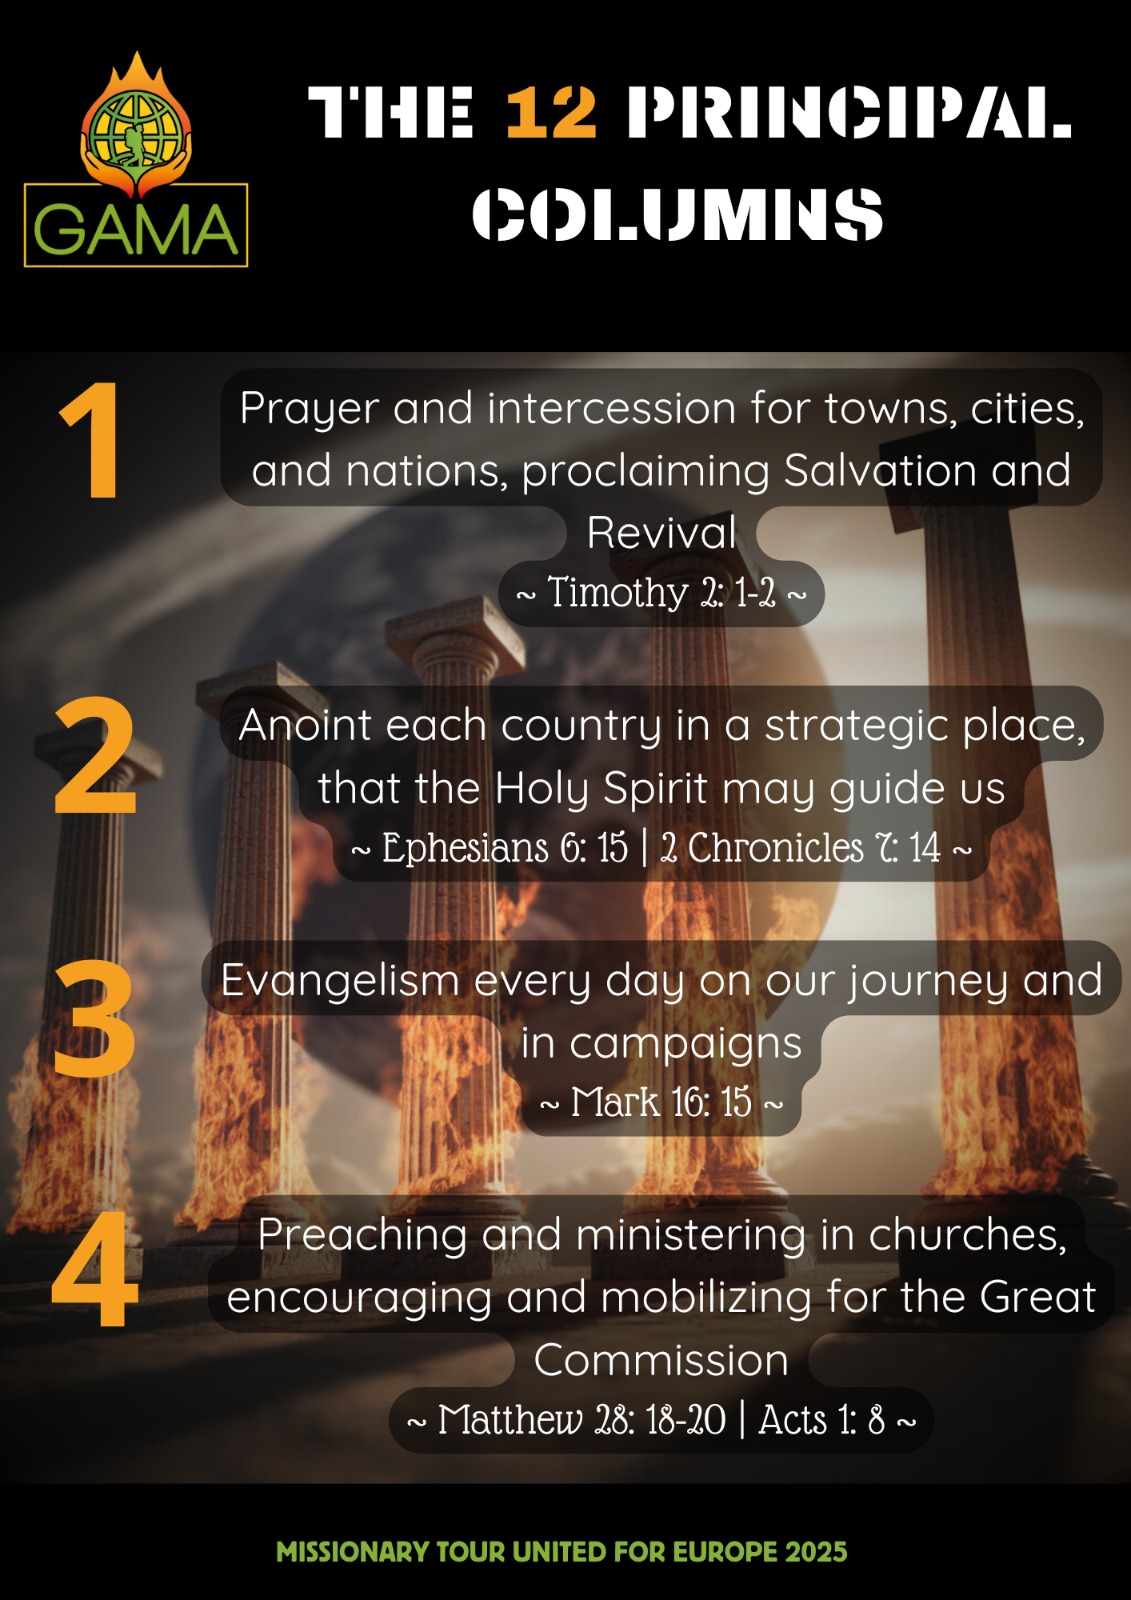 GAMA
THE 12 PRINCIPAL
COLUMNS
1
Prayer and intercession for towns, cities,
and nations, proclaiming Salvation and
Revival
~ Timothy 2: 1-2 ~
2
Anoint each country in a strategic place,
that the Holy Spirit may guide us
~ Ephesians 6: 15 | 2 Chronicles 7: 14 ~
3
Evangelism every day on our journey and
in campaigns
~ Mark 16: 15 ~
4
Preaching and ministering in churches,
encouraging and mobilizing for the Great
Commission
~ Matthew 28: 18-20 | Acts 1: 8 ~
MISSIONARY TOUR UNITED FOR EUROPE 2025